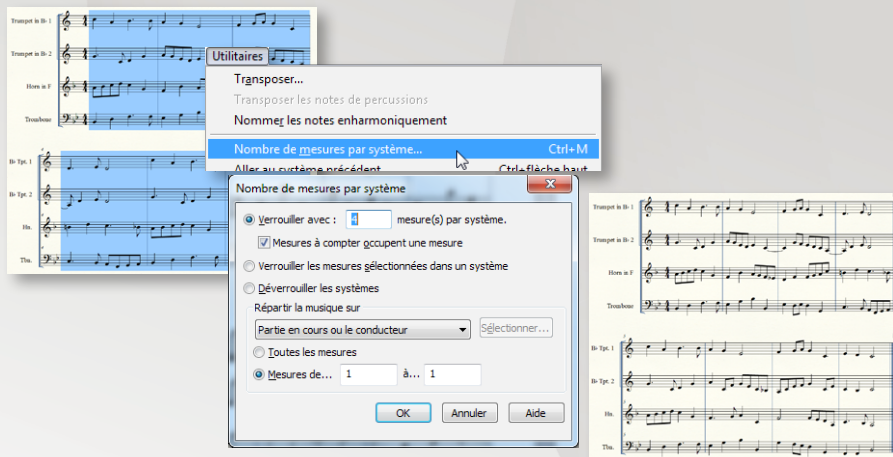 Trumpet in B♭ 1
Trumpet in B♭ 2
Horn in F
Trombone
B♭ Tpt. 1
B♭ Tpt. 2
Hn.
Tbn.
Utilitaires
Transposer...
Transposer les notes de percussions
Nommer les notes enharmoniquement
Nombre de mesures par système... Ctrl+M
Aller au système précédent Ctrl+flèche haut
Nombre de mesures par système
Verrouiller avec : 4 mesure(s) par système.
Mesures à compter occupent une mesure
Verrouiller les mesures sélectionnées dans un système
Déverrouiller les systèmes
Répartir la musique sur
Partie en cours ou le conducteur Sélectionner...
Toutes les mesures
Mesures de... 1 à... 1
OK Annuler Aide
Trumpet in B♭ 1
Trumpet in B♭ 2
Horn in F
Trombone
B♭ Tpt. 1
B♭ Tpt. 2
Hn.
Tbn.